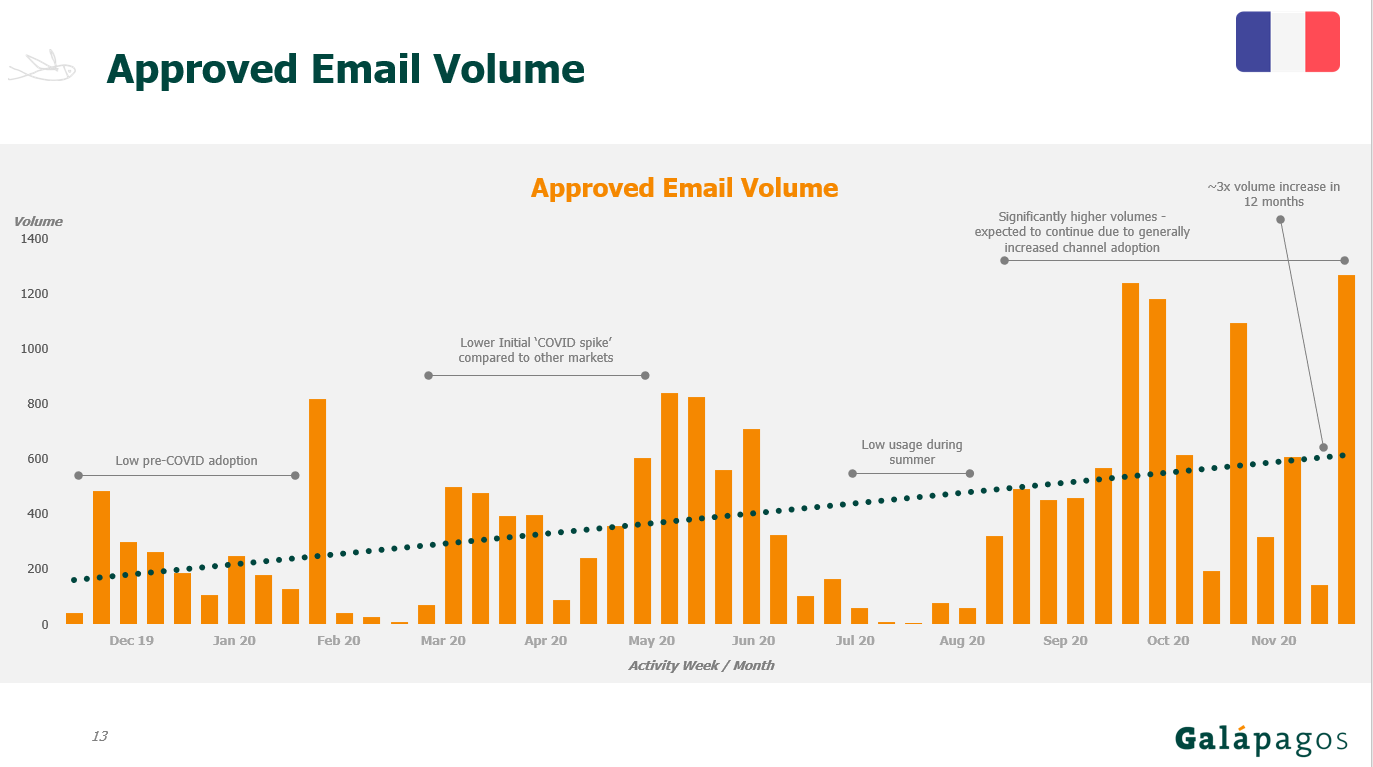 Approved Email Volume
Approved Email Volume
~3x volume increase in
12 months
Volume
Significantly higher volumes -
expected to continue due to generally
increased channel adoption
1400
1200
1000
800
600
400
200
0
Lower Initial ‘COVID spike’
compared to other markets
Low pre-COVID adoption
Low usage during
summer
Dec 19 Jan 20 Feb 20 Mar 20 Apr 20 May 20 Jun 20 Jul 20 Aug 20 Sep 20 Oct 20 Nov 20
Activity Week / Month
13
Galápagos